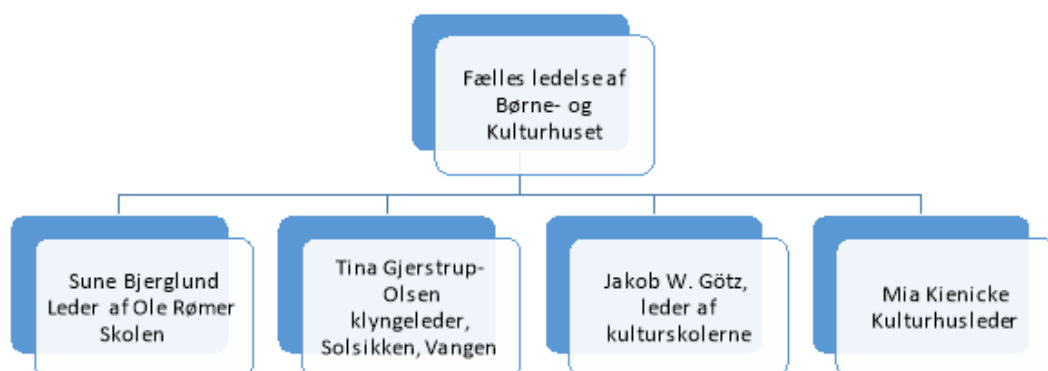 Fælles ledelse af
Børne- og
Kulturhuset
Sune Bjerglund
Leder af Ole Rømer
Skolen
Tina Gjerstrup-
Olsen
klyngeleder,
Solsikken, Vangen
Jakob W. Götz,
leder af
kulturskolerne
Mia Kienicke
Kulturhusleder